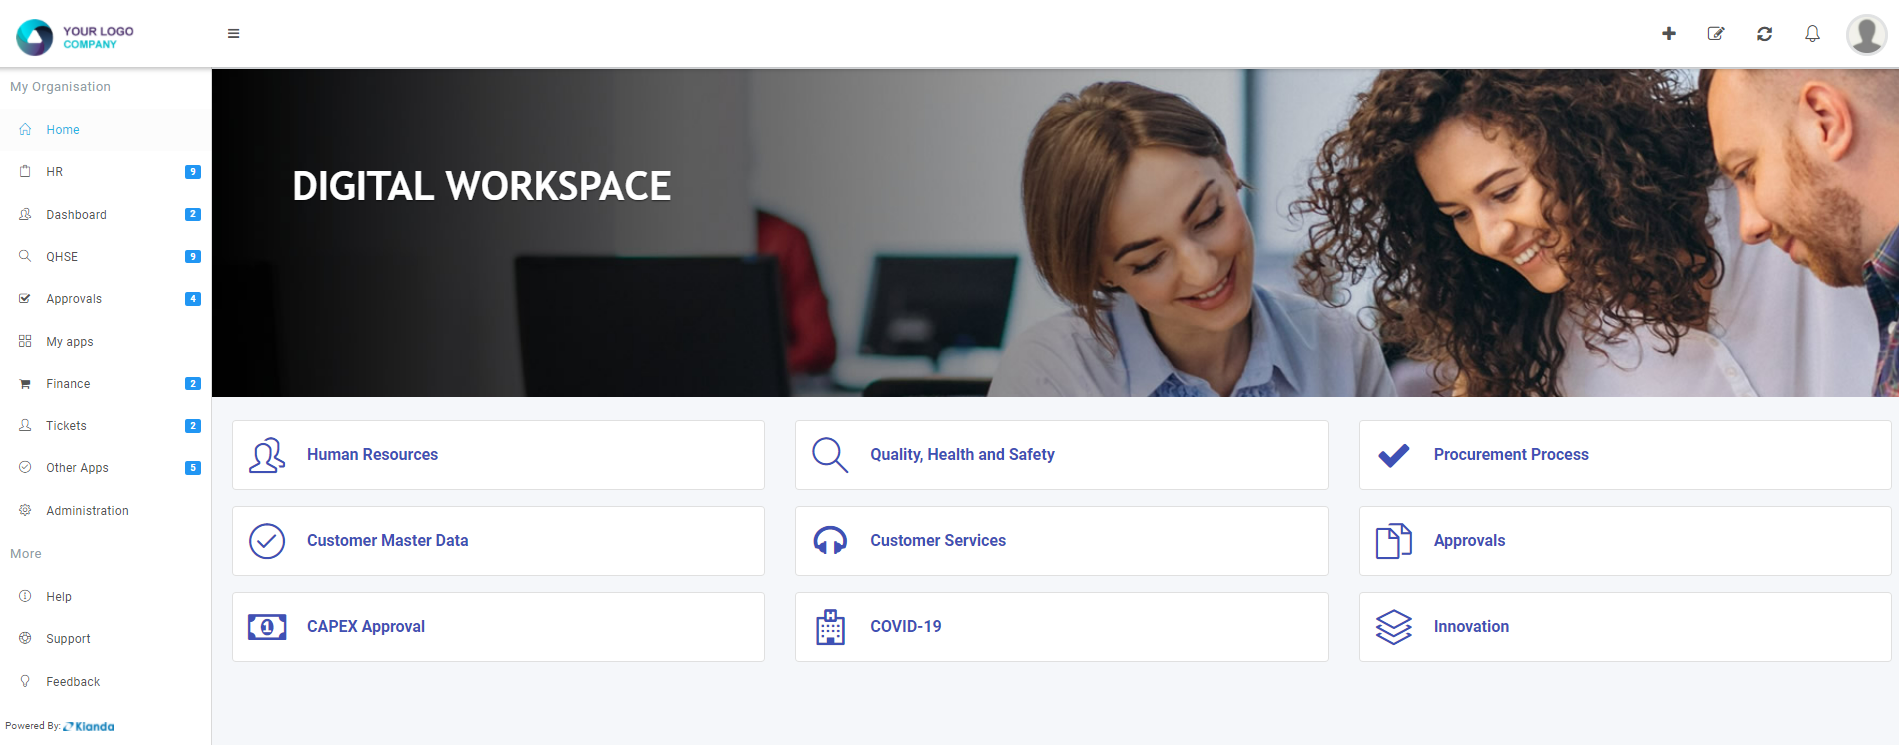 YOUR LOGO
COMPANY
My Organisation
Home
HR 9
Dashboard 2
QHSE 9
Approvals 4
My apps
Finance 2
Tickets 2
Other Apps 5
Administration
More
Help
Support
Feedback
Powered By: Kianda
DIGITAL WORKSPACE
Human Resources
Quality, Health and Safety
Procurement Process
Customer Master Data
Customer Services
Approvals
CAPEX Approval
COVID-19
Innovation